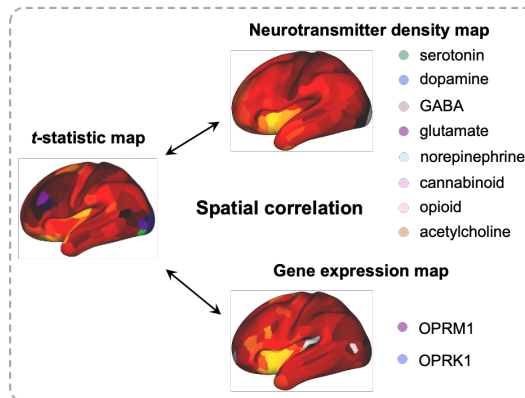 Neurotransmitter density map
serotonin
dopamine
GABA
glutamate
norepinephrine
cannabinoid
opioid
acetylcholine
t-statistic map
Spatial correlation
Gene expression map
OPRM1
OPRK1